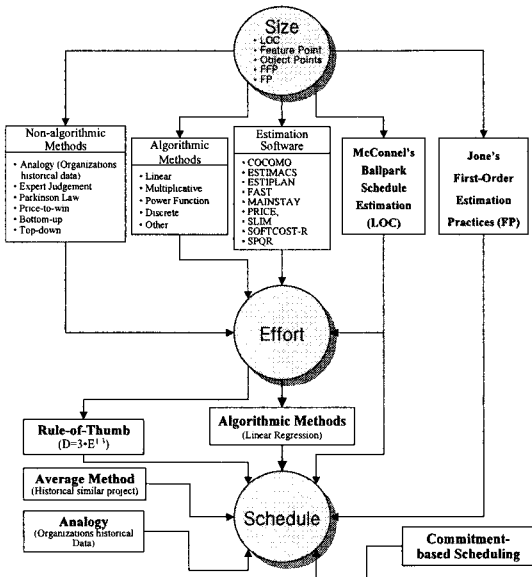 Size
• LOC
• Feature Point
• Object Points
• FFP
• FP
Non-algorithmic
Methods
• Analogy (Organizations
historical data)
• Expert Judgement
• Parkinson Law
• Price-to-win
• Bottom-up
• Top-down
Algorithmic
Methods
• Linear
• Multiplicative
• Power Function
• Discrete
• Other
Estimation
Software
• COCOMO
• ESTIMACS
• ESTIPLAN
• FAST
• MAINSTAY
• PRICE,
• SLIM
• SOFTCOST-R
• SPQR
McConnel's
Ballpark
Schedule
Estimation
(LOC)
Jone's
First-Order
Estimation
Practices (FP)
Effort
Rule-of-Thumb
Algorithmic Methods
(Linear Regression)
Average Method
(Historical similar project)
Analogy
(Organizations historical
Data)
Schedule
Commitment-
based Scheduling